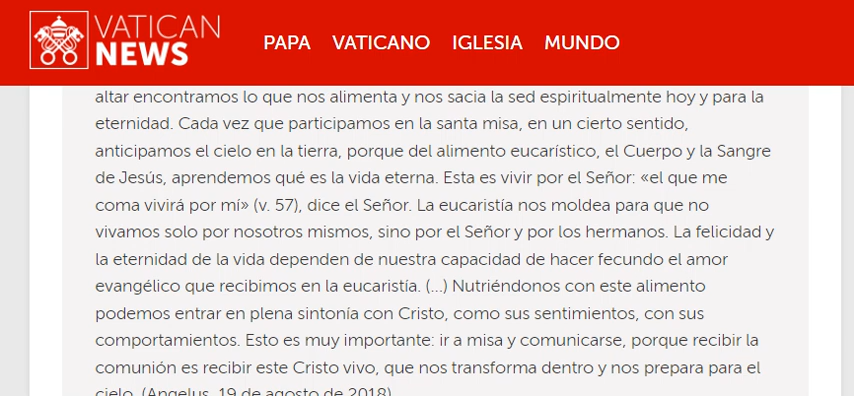 VATICAN
NEWS
PAPA VATICANO IGLESIA MUNDO
altar encontramos lo que nos alimenta y nos sacia la sed espiritualmente hoy y para la
eternidad. Cada vez que participamos en la santa misa, en un cierto sentido,
anticipamos el cielo en la tierra, porque del alimento eucarístico, el Cuerpo y la Sangre
de Jesús, aprendemos qué es la vida eterna. Esta es vivir por el Señor: «el que me
coma vivirá por mí» (v. 57), dice el Señor. La eucaristía nos moldea para que no
vivamos solo por nosotros mismos, sino por el Señor y por los hermanos. La felicidad y
la eternidad de la vida dependen de nuestra capacidad de hacer fecundo el amor
evangélico que recibimos en la eucaristía. (...) Nutriéndonos con este alimento
podemos entrar en plena sintonía con Cristo, como sus sentimientos, con sus
comportamientos. Esto es muy importante: ir a misa y comunicarse, porque recibir la
comunión es recibir este Cristo vivo, que nos transforma dentro y nos prepara para el
cielo. (Angelus, 19 de agosto de 2018)